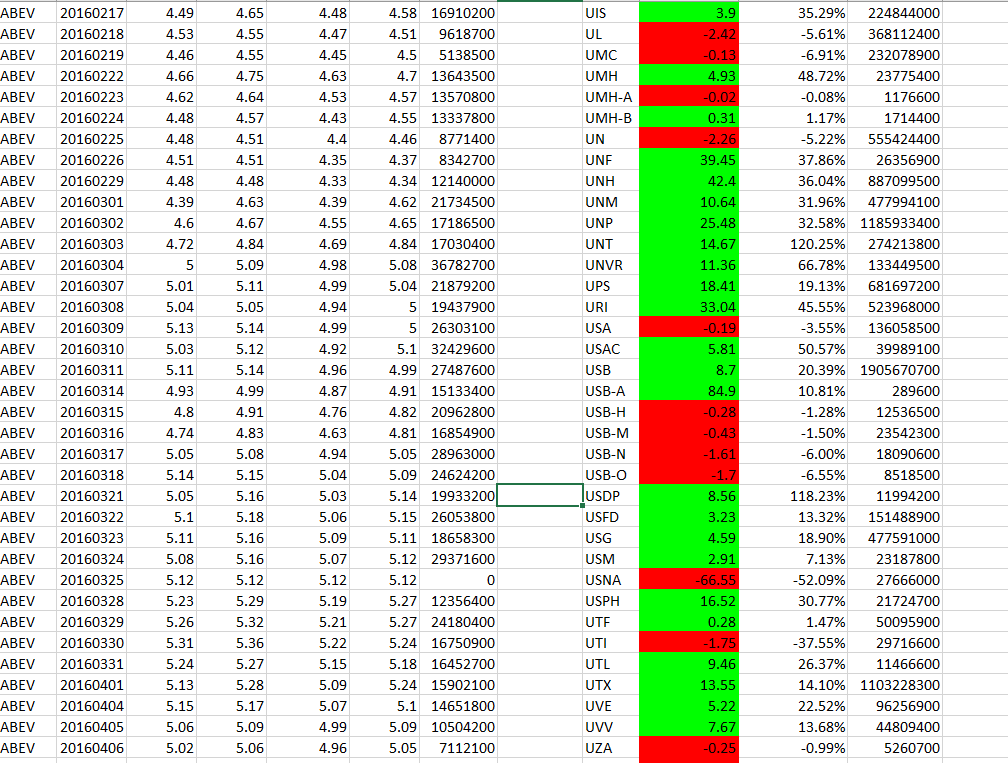 ABEV 20160217 4.49 4.65 4.48 4.58 16910200 UIS 3.9 35.29% 224844000
ABEV 20160218 4.53 4.55 4.47 4.51 9618700 UL -2.42 -5.61% 368112400
ABEV 20160219 4.46 4.55 4.45 4.5 5138500 UMC -0.13 -6.91% 232078900
ABEV 20160222 4.66 4.75 4.63 4.7 13643500 UMH 4.93 48.72% 23775400
ABEV 20160223 4.62 4.64 4.53 4.57 13570800 UMH-A -0.02 -0.08% 1176600
ABEV 20160224 4.48 4.57 4.43 4.55 13337800 UMH-B 0.31 1.17% 1714400
ABEV 20160225 4.48 4.51 4.4 4.46 8771400 UN -2.26 -5.22% 555424400
ABEV 20160226 4.51 4.51 4.35 4.37 8342700 UNF 39.45 37.86% 26356900
ABEV 20160229 4.48 4.48 4.33 4.34 12140000 UNH 42.4 36.04% 887099500
ABEV 20160301 4.39 4.63 4.39 4.62 21734500 UNM 10.64 31.96% 477994100
ABEV 20160302 4.6 4.67 4.55 4.65 17186500 UNP 25.48 32.58% 1185933400
ABEV 20160303 4.72 4.84 4.69 4.84 17030400 UNT 14.67 120.25% 274213800
ABEV 20160304 5 5.09 4.98 5.08 36782700 UNVR 11.36 66.78% 133449500
ABEV 20160307 5.01 5.11 4.99 5.04 21879200 UPS 18.41 19.13% 681697200
ABEV 20160308 5.04 5.05 4.94 5 19437900 URI 33.04 45.55% 523968000
ABEV 20160309 5.13 5.14 4.99 5 26303100 USA -0.19 -3.55% 136058500
ABEV 20160310 5.03 5.12 4.92 5.1 32429600 USAC 5.81 50.57% 39989100
ABEV 20160311 5.11 5.14 4.96 4.99 27487600 USB 8.7 20.39% 1905670700
ABEV 20160314 4.93 4.99 4.87 4.91 15133400 USB-A 84.9 10.81% 289600
ABEV 20160315 4.8 4.91 4.76 4.82 20962800 USB-H -0.28 -1.28% 12536500
ABEV 20160316 4.74 4.83 4.63 4.81 16854900 USB-M -0.43 -1.50% 23542300
ABEV 20160317 5.05 5.08 4.94 5.05 28963000 USB-N -1.61 -6.00% 18090600
ABEV 20160318 5.14 5.15 5.04 5.09 24624200 USB-O -1.7 -6.55% 8518500
ABEV 20160321 5.05 5.16 5.03 5.14 19933200 USDP 8.56 118.23% 11994200
ABEV 20160322 5.1 5.18 5.06 5.15 26053800 USFD 3.23 13.32% 151488900
ABEV 20160323 5.11 5.16 5.09 5.11 18658300 USG 4.59 18.90% 477591000
ABEV 20160324 5.08 5.16 5.07 5.12 29371600 USM 2.91 7.13% 23187800
ABEV 20160325 5.12 5.12 5.12 5.12 0 USNA -66.55 -52.09% 27666000
ABEV 20160328 5.23 5.29 5.19 5.27 12356400 USPH 16.52 30.77% 21724700
ABEV 20160329 5.26 5.32 5.21 5.27 24180400 UTF 0.28 1.47% 50095900
ABEV 20160330 5.31 5.36 5.22 5.24 16750900 UTI -1.75 -37.55% 29716600
ABEV 20160331 5.24 5.27 5.15 5.18 16452700 UTL 9.46 26.37% 11466600
ABEV 20160401 5.13 5.28 5.09 5.24 15902100 UTX 13.55 14.10% 1103228300
ABEV 20160404 5.15 5.17 5.07 5.1 14651800 UVE 5.22 22.52% 96256900
ABEV 20160405 5.06 5.09 4.99 5.09 10504200 UVV 7.67 13.68% 44809400
ABEV 20160406 5.02 5.06 4.96 5.05 7112100 UZA -0.25 -0.99% 5260700